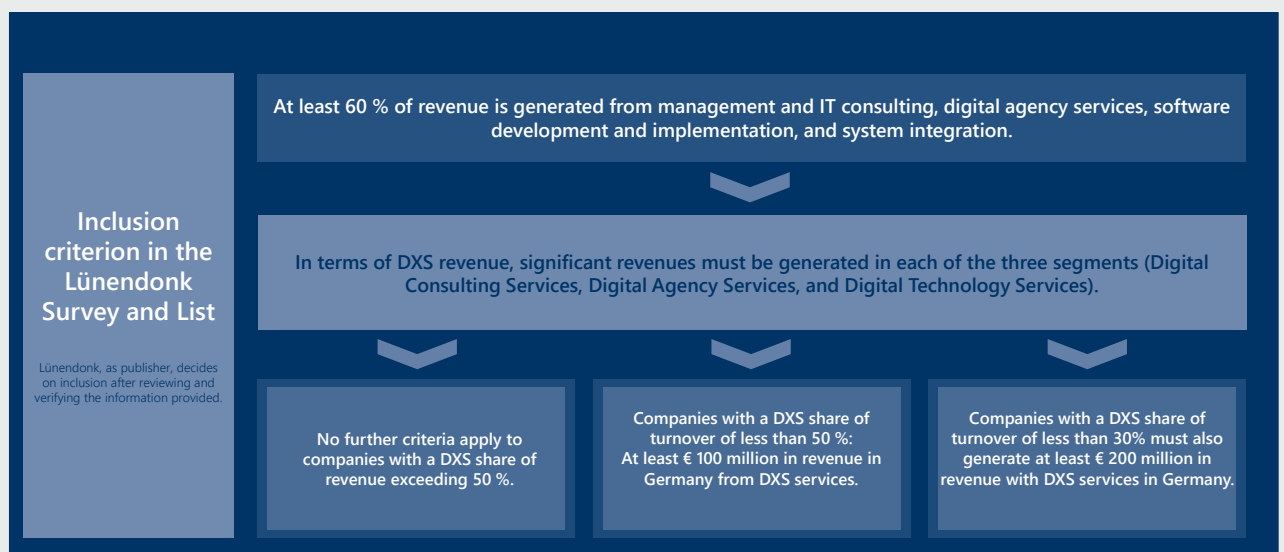 Inclusion
criterion in the
Lünendonk
Survey and List
Lünendonk, as publisher, decides
on inclusion after reviewing and
verifying the information provided.
At least 60 % of revenue is generated from management and IT consulting, digital agency services, software
development and implementation, and system integration.
In terms of DXS revenue, significant revenues must be generated in each of the three segments (Digital
Consulting Services, Digital Agency Services, and Digital Technology Services).
No further criteria apply to
companies with a DXS share of
revenue exceeding 50 %.
Companies with a DXS share of
turnover of less than 50 %:
At least € 100 million in revenue in
Germany from DXS services.
Companies with a DXS share of
turnover of less than 30% must also
generate at least € 200 million in
revenue with DXS services in Germany.